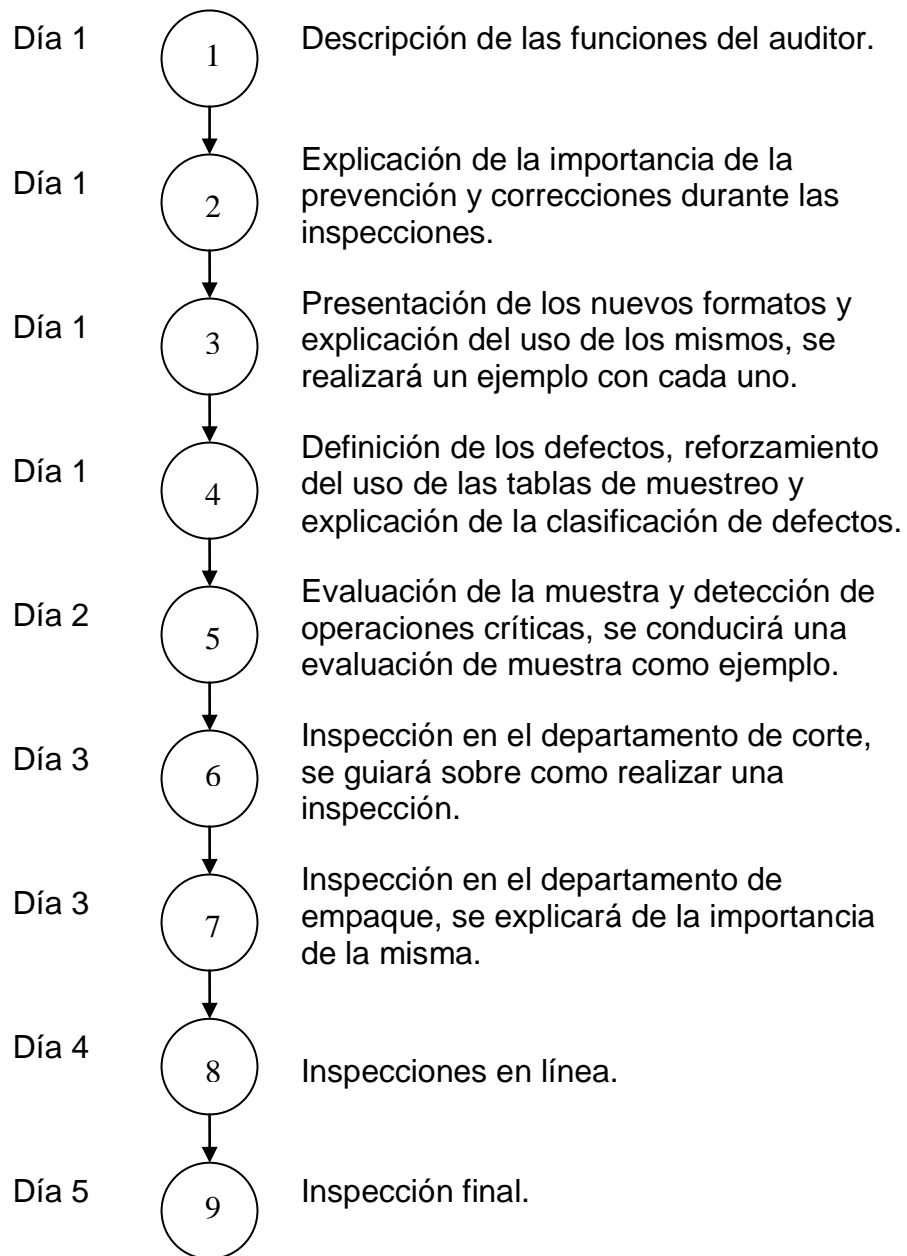 Día 1
1
Descripción de las funciones del auditor.
Día 1
2
Explicación de la importancia de la
prevención y correcciones durante las
inspecciones.
Día 1
3
Presentación de los nuevos formatos y
explicación del uso de los mismos, se
realizará un ejemplo con cada uno.
Día 1
4
Definición de los defectos, reforzamiento
del uso de las tablas de muestreo y
explicación de la clasificación de defectos.
Día 2
5
Evaluación de la muestra y detección de
operaciones críticas, se conducirá una
evaluación de muestra como ejemplo.
Día 3
6
Inspección en el departamento de corte,
se guiará sobre como realizar una
inspección.
Día 3
7
Inspección en el departamento de
empaque, se explicará de la importancia
de la misma.
Día 4
8
Inspecciones en línea.
Día 5
9
Inspección final.